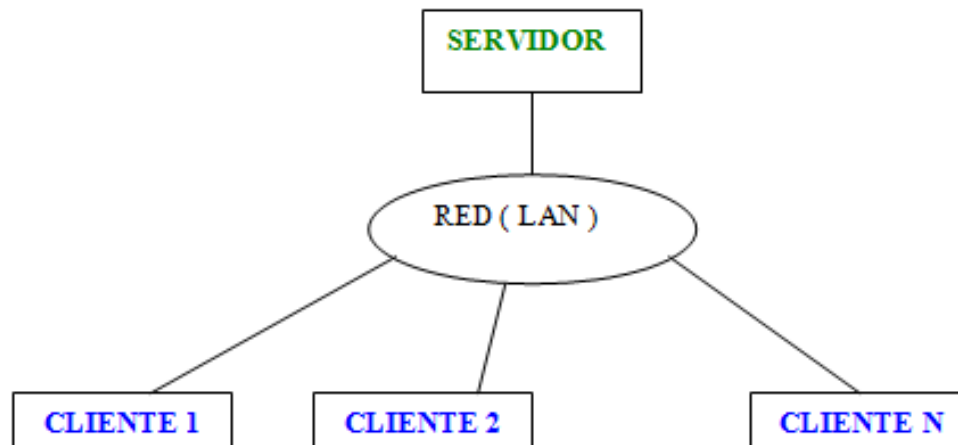 SERVIDOR
RED ( LAN )
CLIENTE 1
CLIENTE 2
CLIENTE N